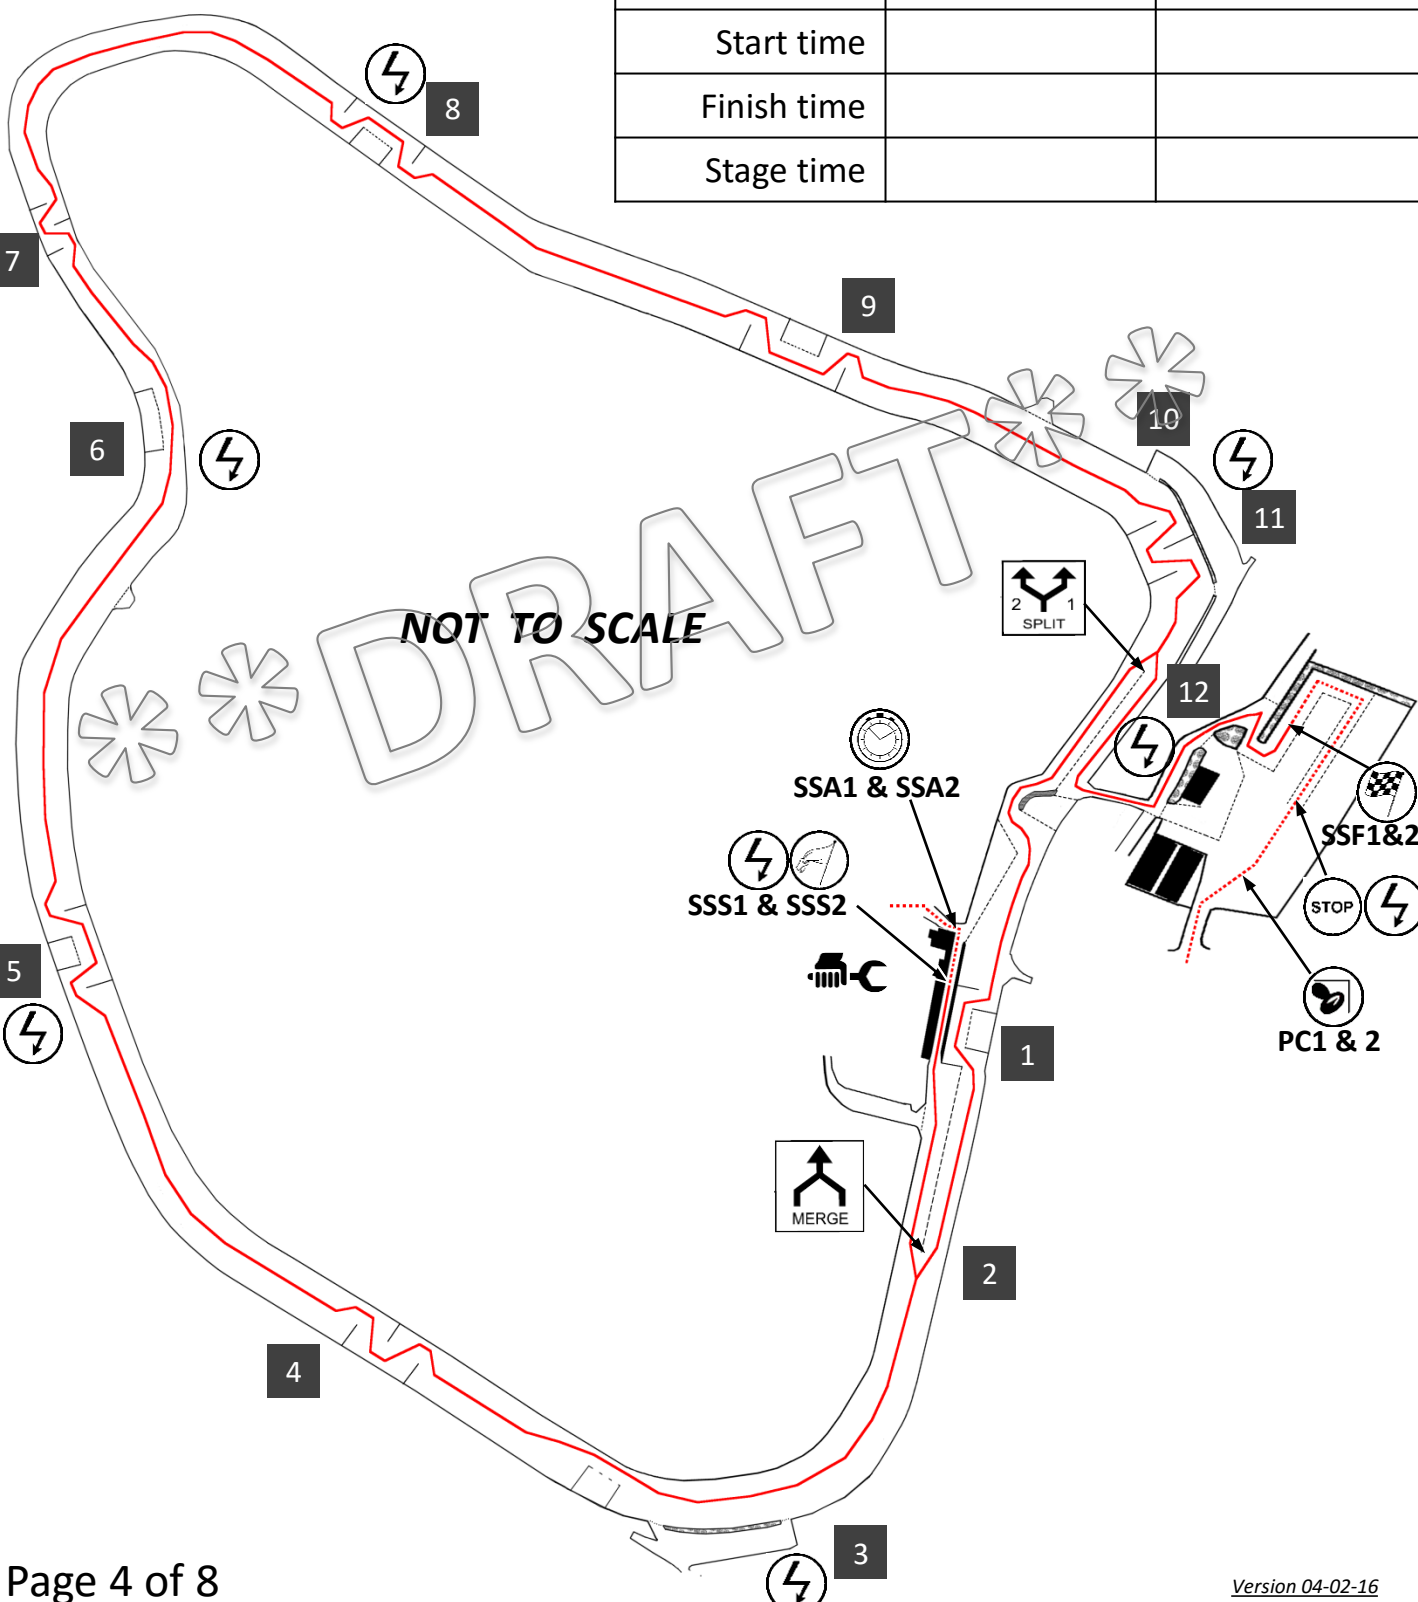 Start time
Finish time
Stage time
8
7
9
10
6
11
**DRAFT**
2 1
SPLIT
NOT TO SCALE
12
SSA1 & SSA2
SSF1&2
SSS1 & SSS2
STOP
5
PC1 & 2
1
MERGE
2
4
3
Page 4 of 8
Version 04-02-16